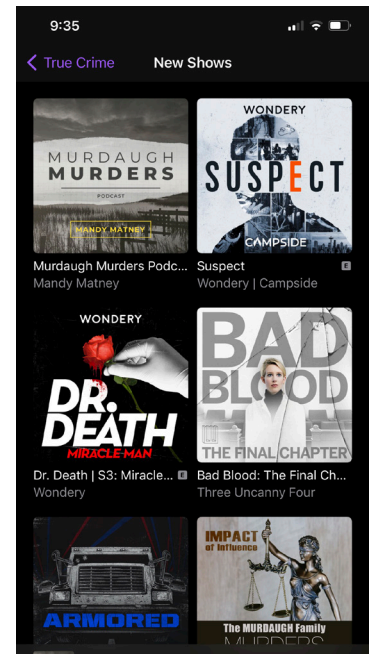 9:35
True Crime
New Shows
MURDAUGH
MURDERS
PODCAST
MANDY MATNEY
WONDERY
SUSPECT
CAMPSIDE
Murdaugh Murders Podc...
Mandy Matney
Suspect E
Wondery | Campside
WONDERY
DR.
DEATH
MIRACLE-MAN
BAD
BLOOD
THE FINAL CHAPTER
Dr. Death | S3: Miracle... E
Wondery
Bad Blood: The Final Ch...
Three Uncanny Four
ARMORED
IMPACT
of Influence
The MURDAUGH Family
MURDERS